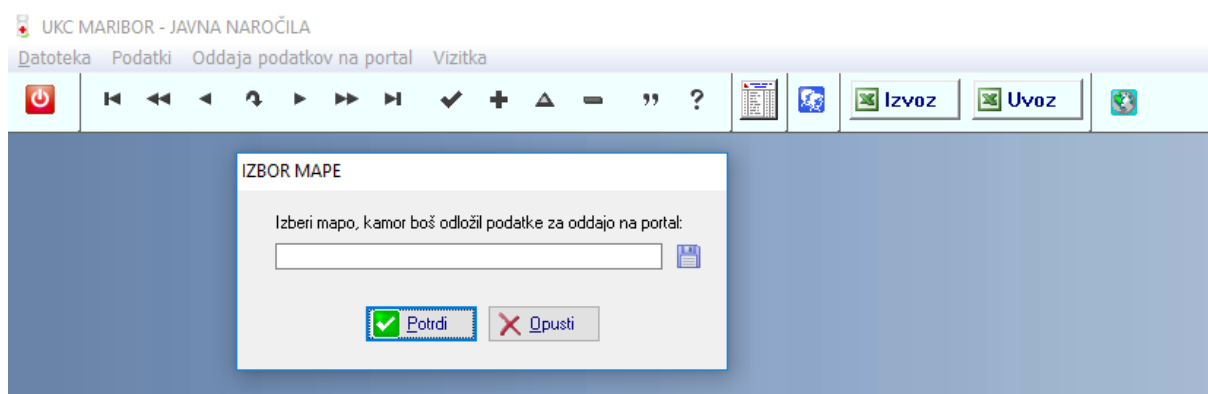 UKC MARIBOR - JAVNA NAROČILA
Datoteka Podatki Oddaja podatkov na portal Vizitka
Izvoz Uvoz
IZBOR MAPE
Izberi mapo, kamor boš odložil podatke za oddajo na portal:
Potrdi Opusti